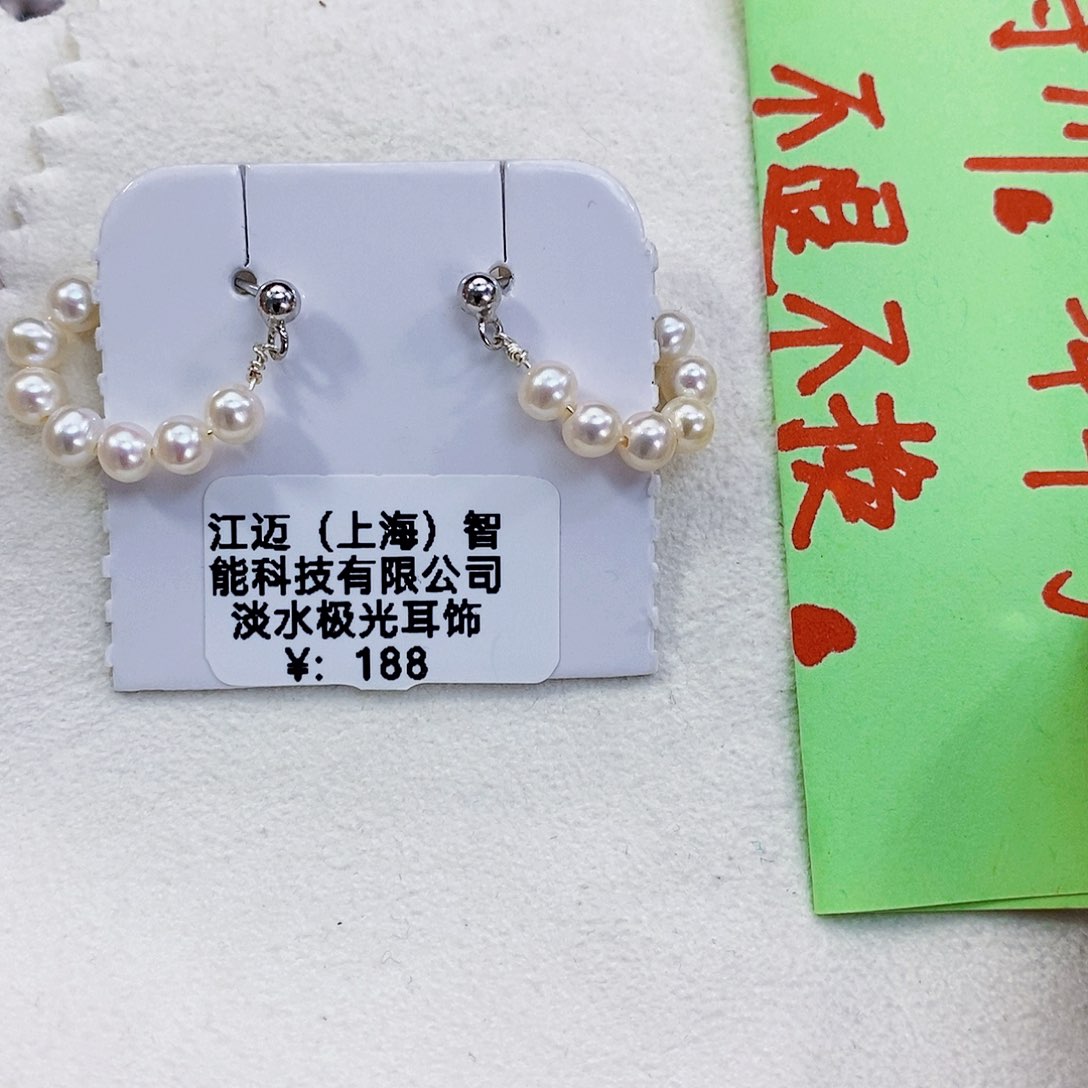 江迈（上海）智
能科技有限公司
淡水极光耳饰
¥: 188
不退不换